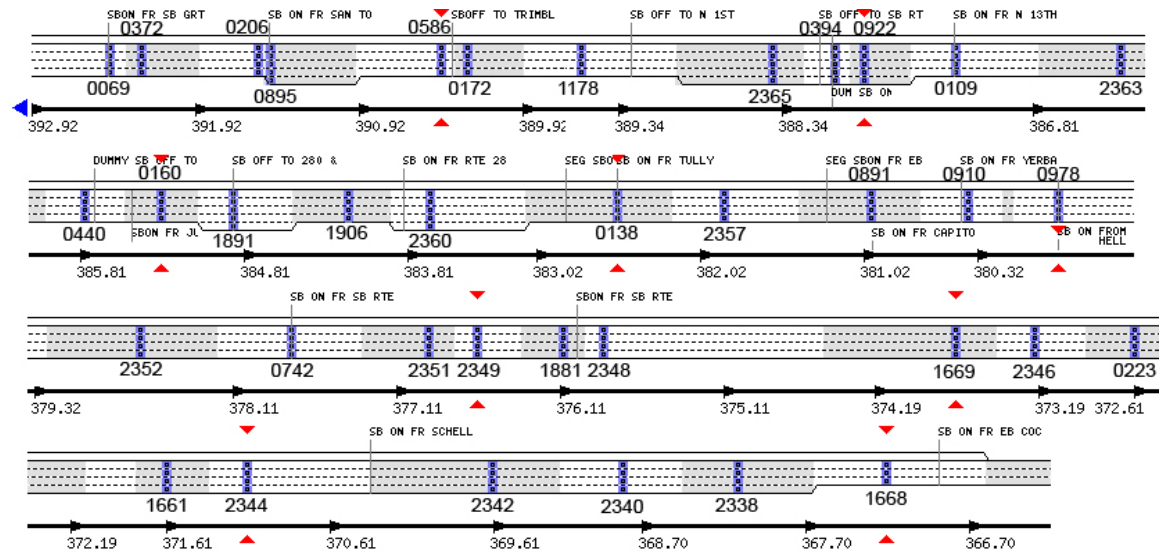 SBON FR SB GRT SB ON FR SAN TO SBOFF TO TRIMBL SB OFF TO N 1ST SB OFF TO SB RT SB ON FR N 13TH
0372 0206 0586 0394 0922
0069 0895 0172 1178 2365 DUM SB ON 0109 2363
392.92 391.92 390.92 389.92 389.34 388.34 386.81
DUMMY SB OFF TO SB OFF TO 280 & SB ON FR RTE 28 SEG SBO SB ON FR TULLY SEG SBON FR EB SB ON FR YERBA
0160 0891 0910 0978
0440 SBON FR JL 1891 1906 2360 0138 2357 SB ON FR CAPITO SB ON FROM
HELL
385.81 384.81 383.81 383.02 382.02 381.02 380.32
SB ON FR SB RTE SBON FR SB RTE
2352 0742 2351 2349 1881 2348 1669 2346 0223
379.32 378.11 377.11 376.11 375.11 374.19 373.19 372.61
SB ON FR SCHELL SB ON FR EB COC
1661 2344 2342 2340 2338 1668
372.19 371.61 370.61 369.61 368.70 367.70 366.70